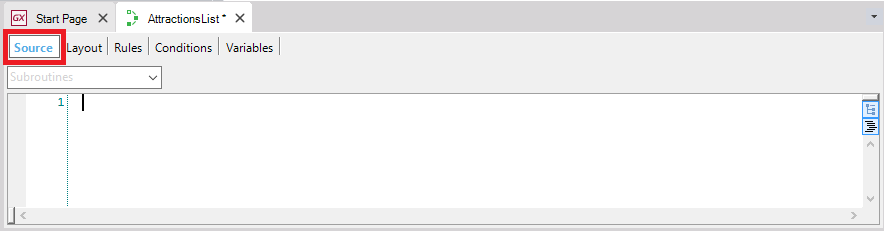 GX Start Page AttractionsList *
Source Layout Rules Conditions Variables
Subroutines
1